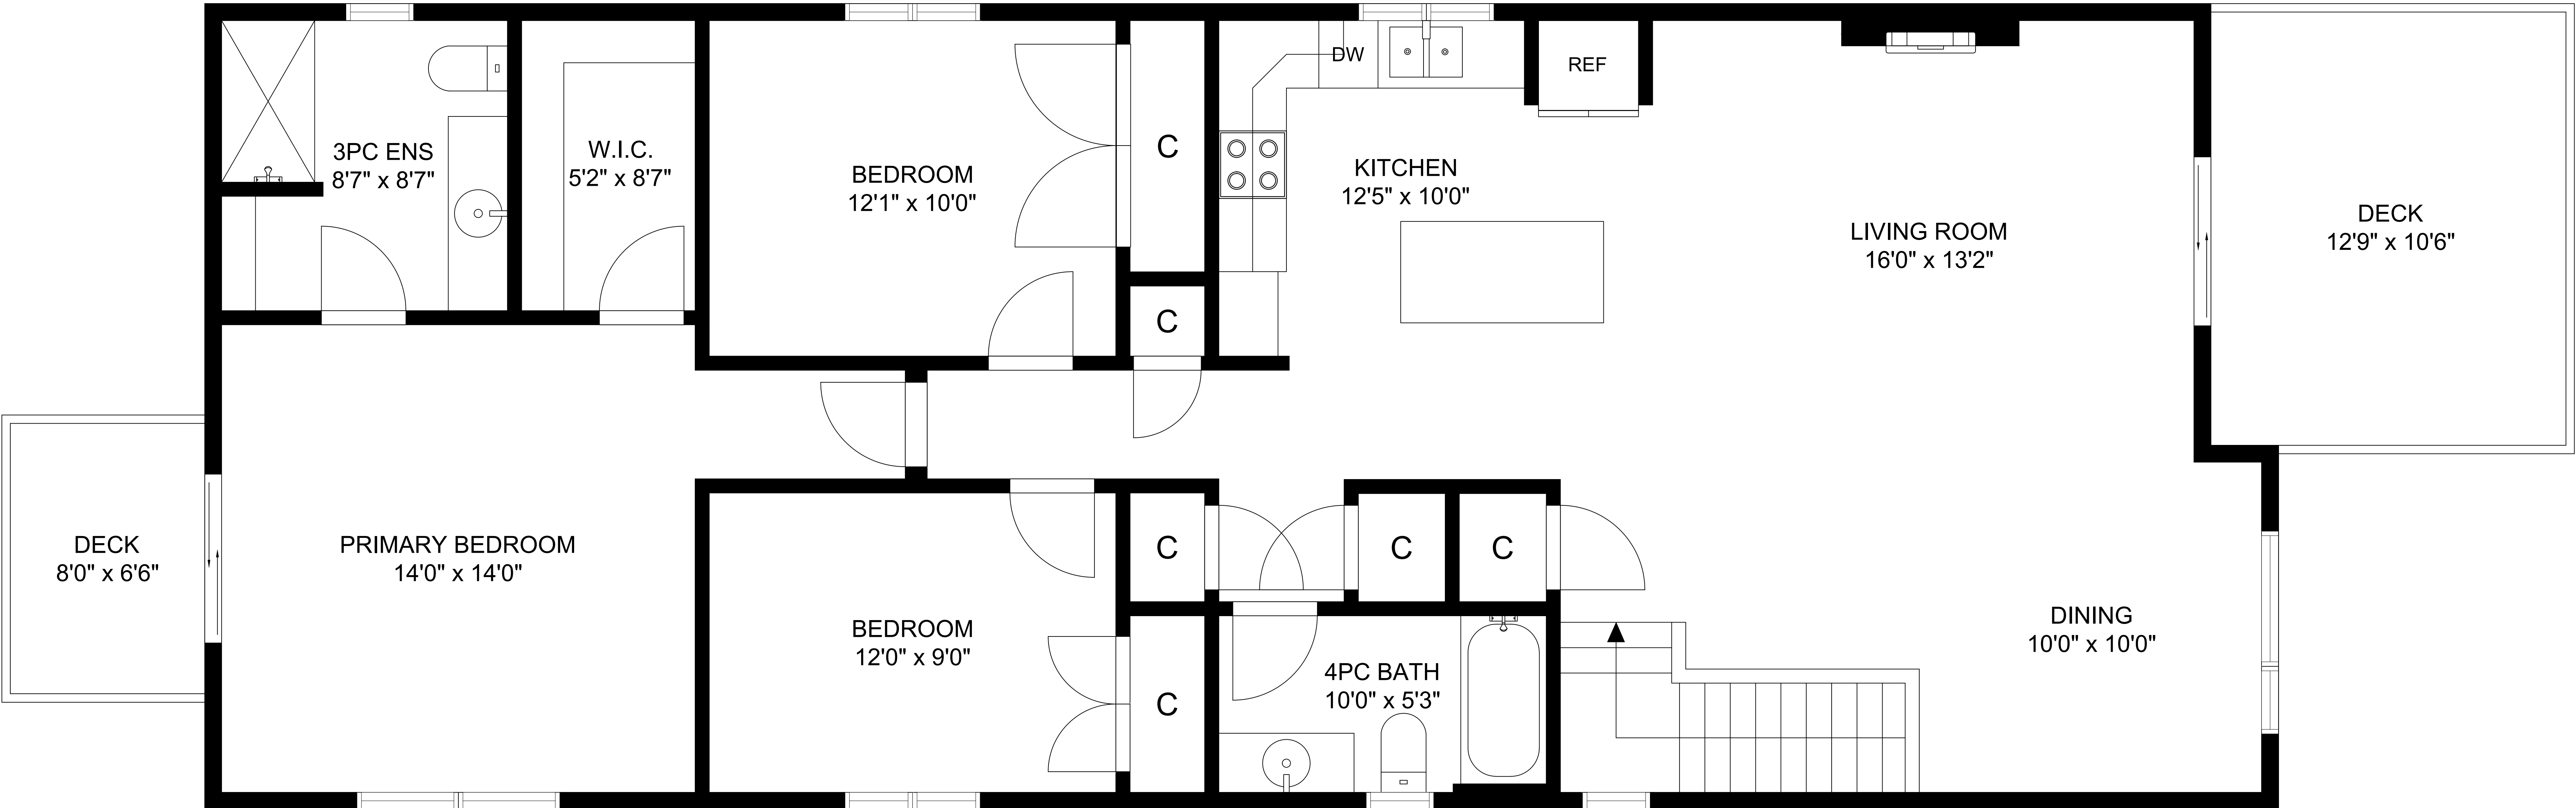 3PC ENS
8'7" x 8'7"
W.I.C.
5'2" x 8'7"
BEDROOM
12'1" x 10'0"
C
C
DW
REF
KITCHEN
12'5" x 10'0"
LIVING ROOM
16'0" x 13'2"
DECK
12'9" x 10'6"
DECK
8'0" x 6'6"
PRIMARY BEDROOM
14'0" x 14'0"
BEDROOM
12'0" x 9'0"
C
C
C
C
4PC BATH
10'0" x 5'3"
DINING
10'0" x 10'0"